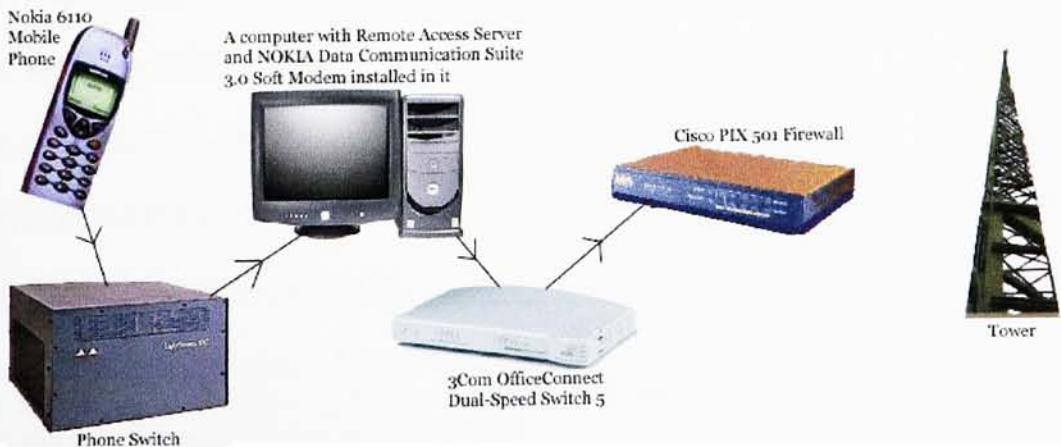 Nokia 6110
Mobile
Phone
A computer with Remote Access Server
and NOKIA Data Communication Suite
3.0 Soft Modem installed in it
Cisco PIX 501 Firewall
Tower
3Com OfficeConnect
Dual-Speed Switch 5
Phone Switch